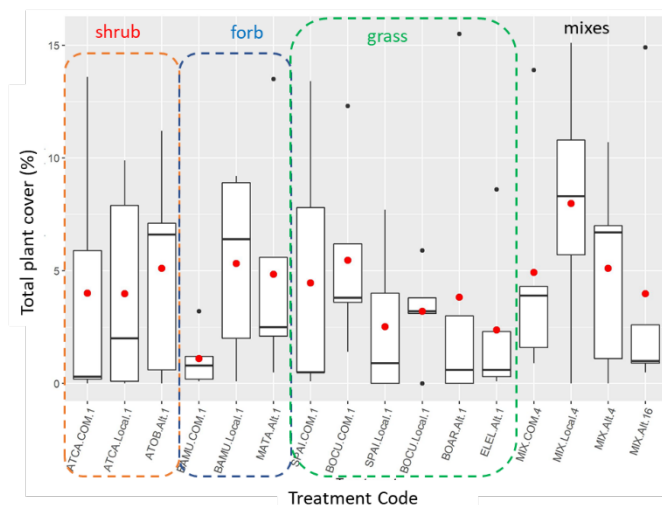 shrub
forb
grass
mixes
Total plant cover (%)
15
10
5
0
ATCA.COM.1
ATCA.Local.1
ATOB.Alt.1
BAMU.COM.1
BAMU.Local.1
MATA.Alt.1
SPAI.COM.1
BOCU.COM.1
SPAI.Local.1
BOCU.Local.1
BOAR.Alt.1
ELEL.Alt.1
MIX.COM.4
MIX.Local.4
MIX.Alt.4
MIX.Alt.16
Treatment Code